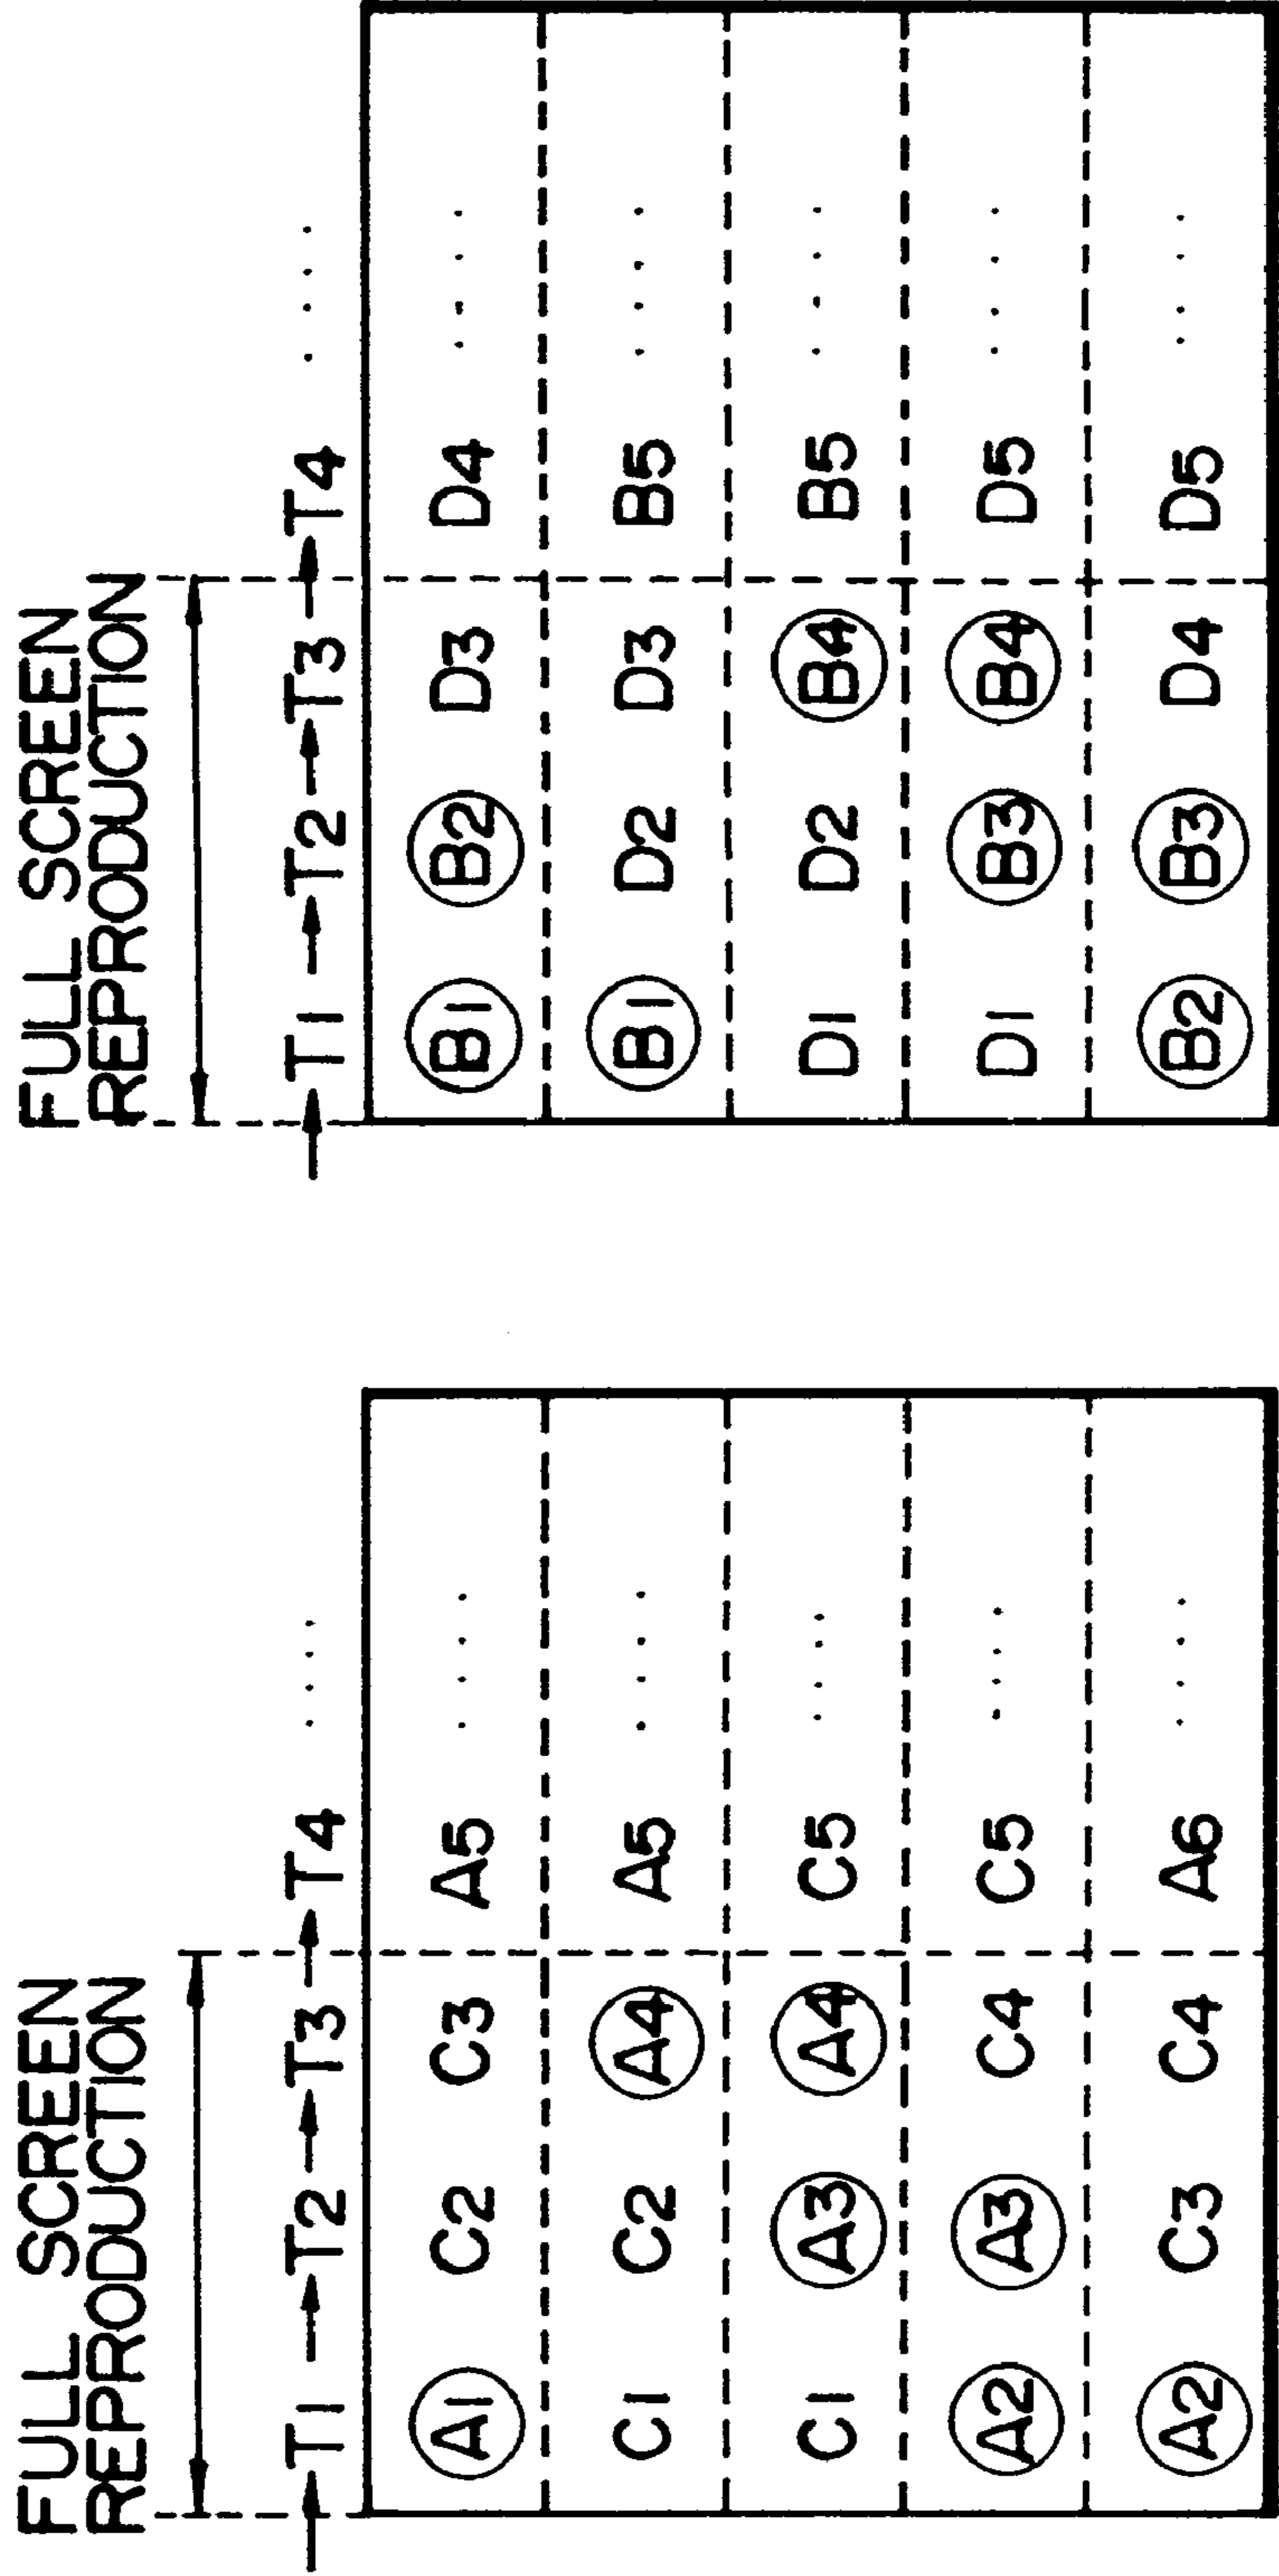 FULL SCREEN
REPRODUCTION
→T1→T2→T3→T4 ....
A1 C2 C3 A5 ....
C1 C2 A4 A5 ....
C1 A3 A4 C5 ....
A2 A3 C4 C5 ....
A2 C3 C4 A6 ....
FULL SCREEN
REPRODUCTION
→T1→T2→T3→T4 ....
B1 B2 D3 D4 ....
B1 D2 D3 B5 ....
D1 D2 B4 B5 ....
D1 B3 B4 D5 ....
B2 B3 D4 D5 ....